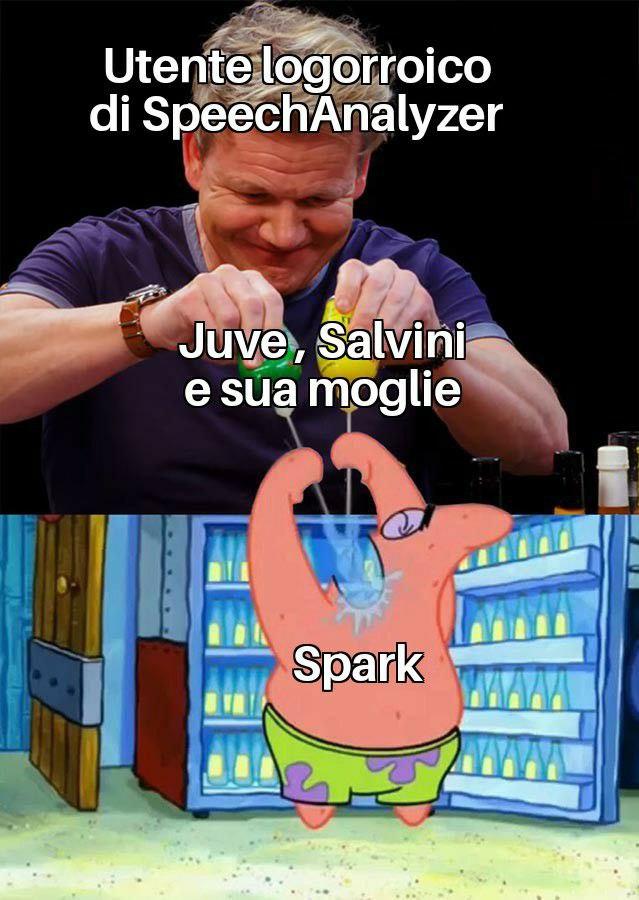 Utente logorroico
di SpeechAnalyzer
Juve , Salvini
e sua moglie
Spark